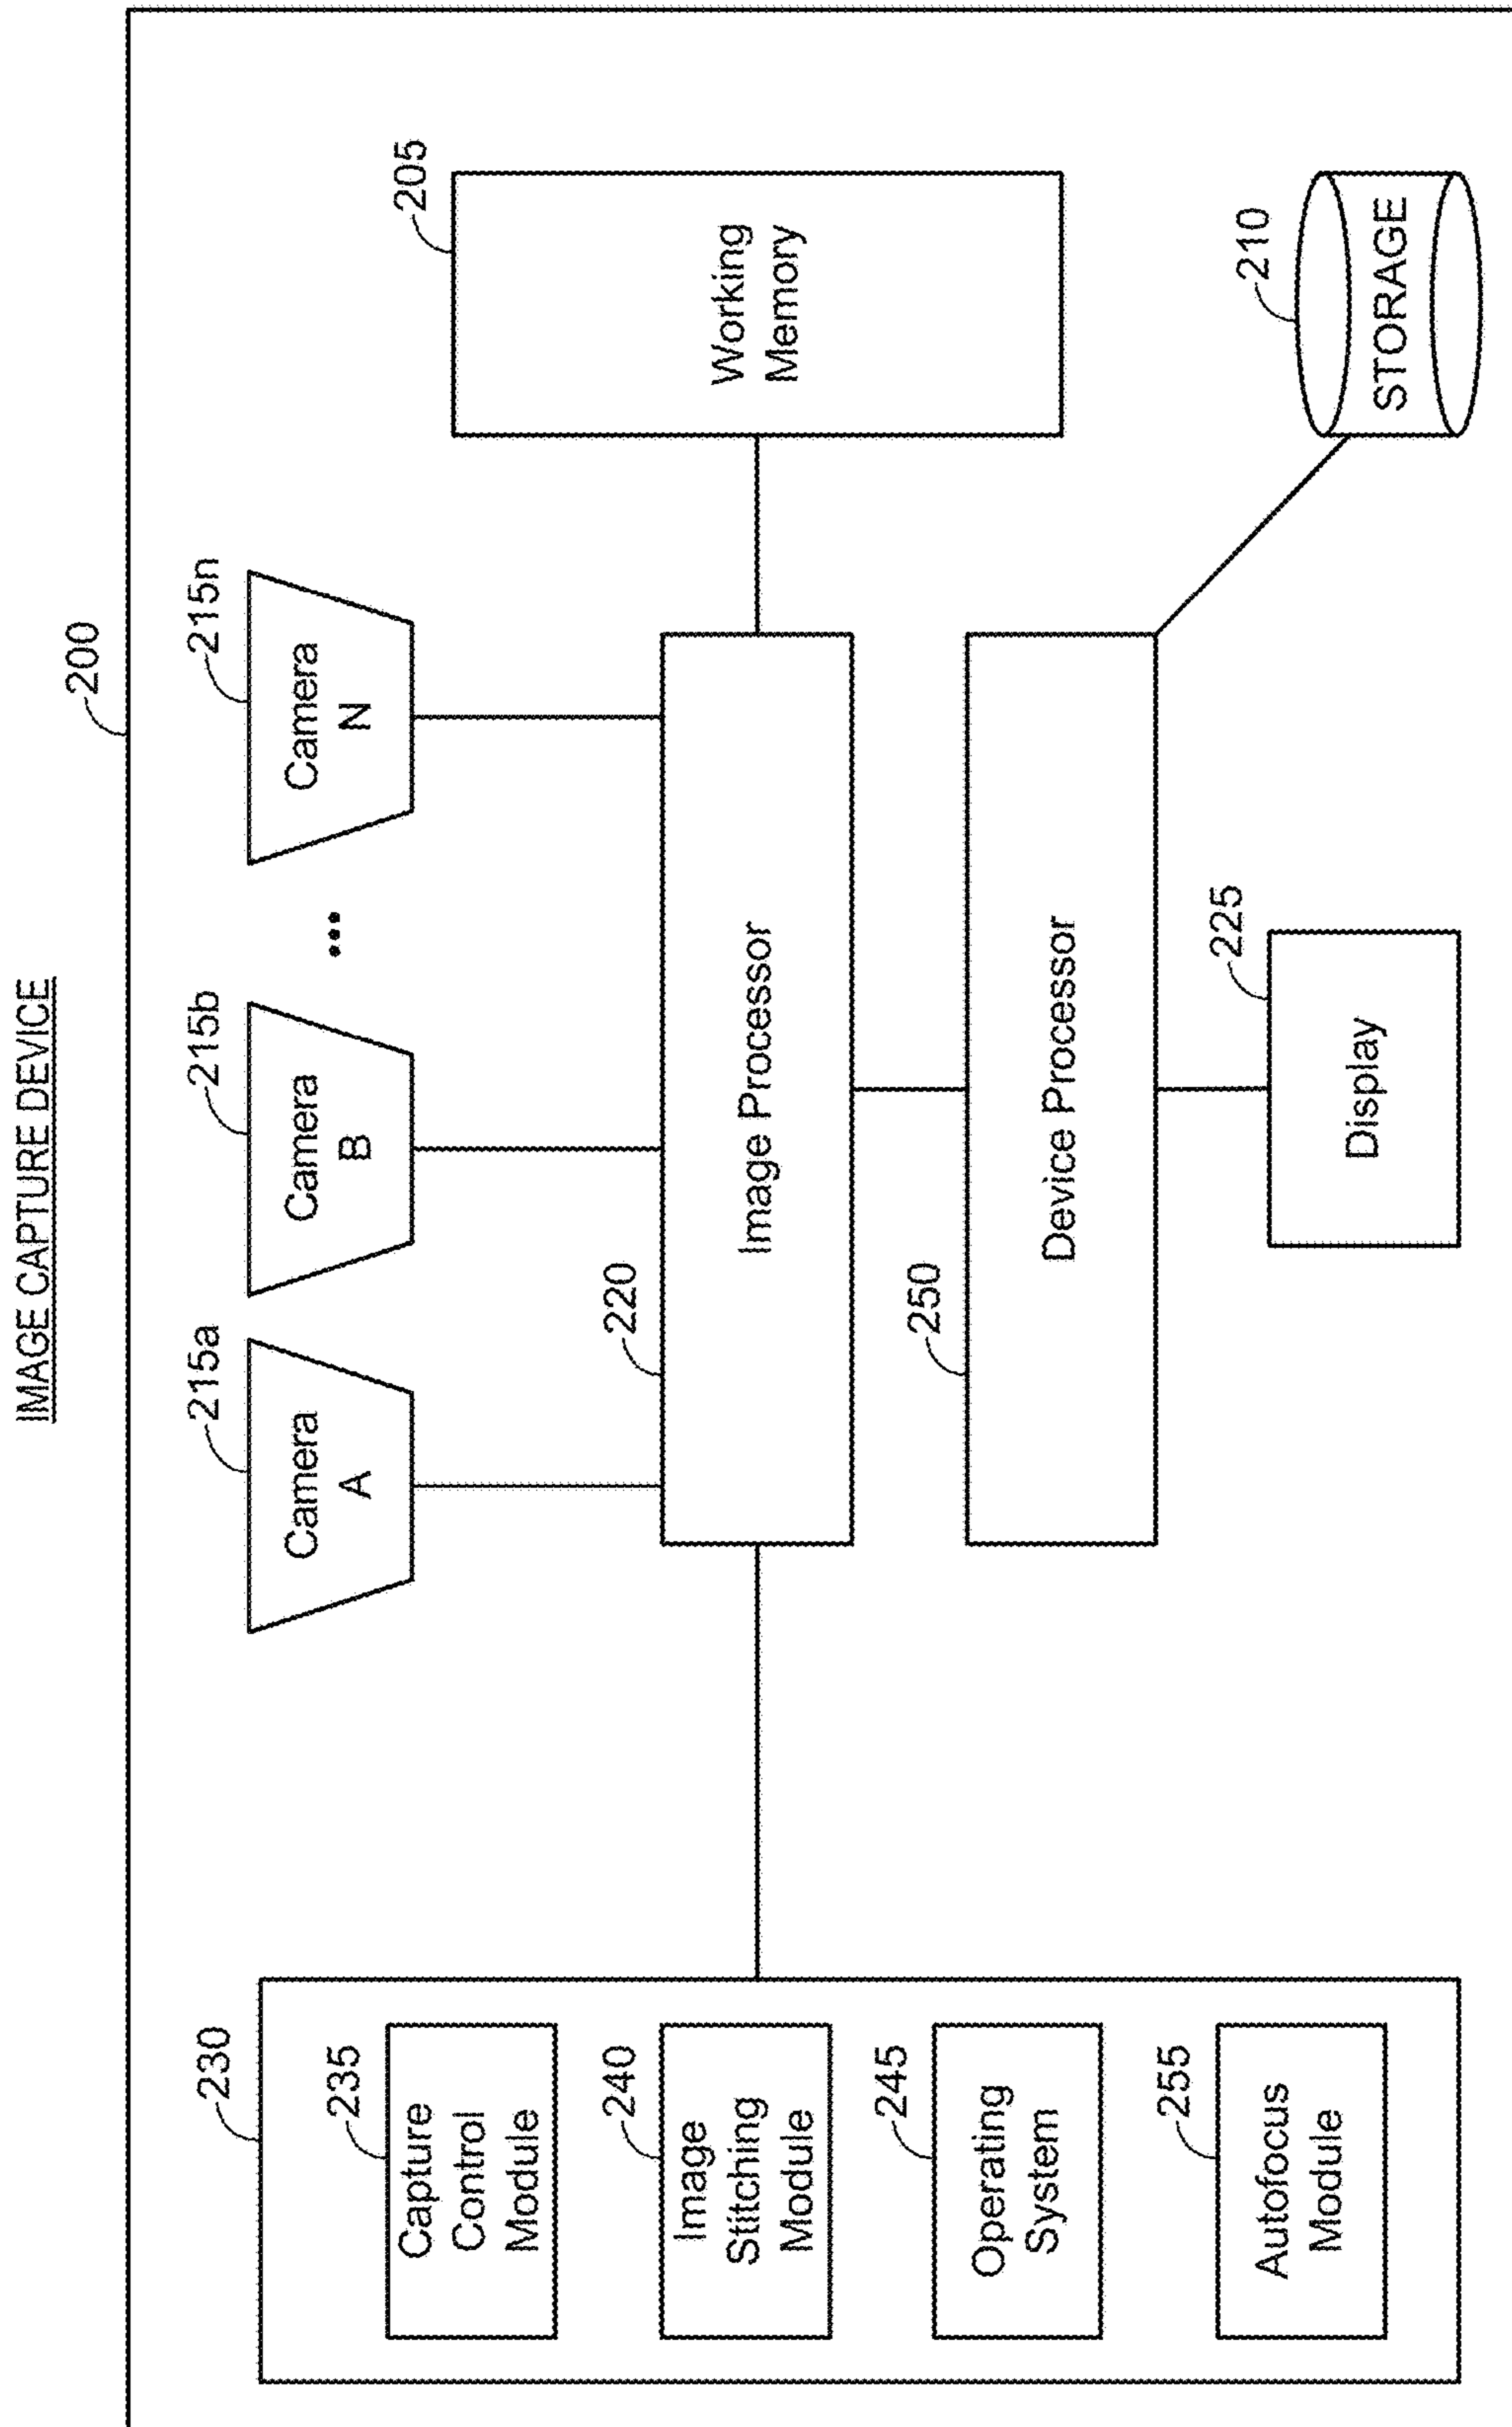 IMAGE CAPTURE DEVICE
200
215a
Camera
A
215b
Camera
B
...
215n
Camera
N
230
235
Capture
Control
Module
240
Image
Stitching
Module
245
Operating
System
255
Autofocus
Module
220
Image Processor
250
Device Processor
225
Display
205
Working
Memory
210
STORAGE